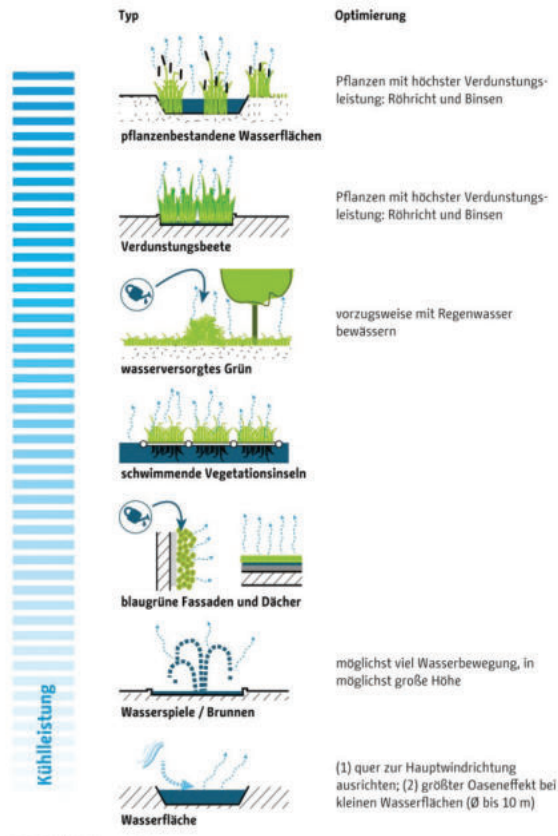 Typ
Optimierung
Pflanzen mit höchster Verdunstungs-
leistung: Röhricht und Binsen
pflanzenbestandene Wasserflächen
Pflanzen mit höchster Verdunstungs-
leistung: Röhricht und Binsen
Verdunstungsbeete
vorzugsweise mit Regenwasser
bewässern
wasserversorgtes Grün
schwimmende Vegetationsinseln
blaugrüne Fassaden und Dächer
möglichst viel Wasserbewegung, in
möglichst große Höhe
Wasserspiele / Brunnen
(1) quer zur Hauptwindrichtung
ausrichten; (2) größter Oaseneffekt bei
kleinen Wasserflächen (Ø bis 10 m)
Wasserfläche
Kühlleistung